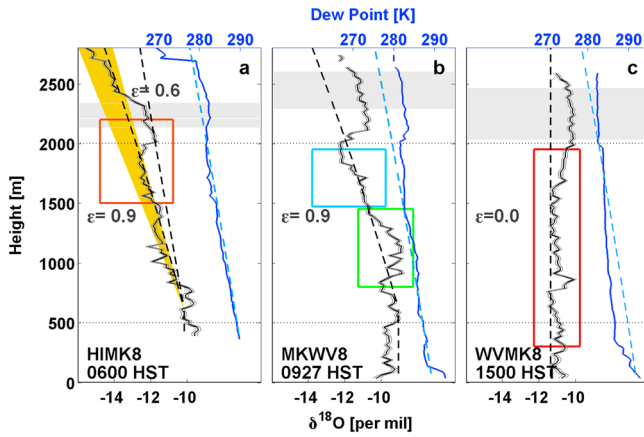 Dew Point [K]
270 280 290 270 280 290 270 280 290
a b c
2500
2000
1500
1000
500
0
Height [m]
ε= 0.6
ε= 0.9
ε= 0.9
ε=0.0
HIMK8
0600 HST
MKWV8
0927 HST
WVMK8
1500 HST
-14 -12 -10 -14 -12 -10 -14 -12 -10
δ¹⁸O [per mil]